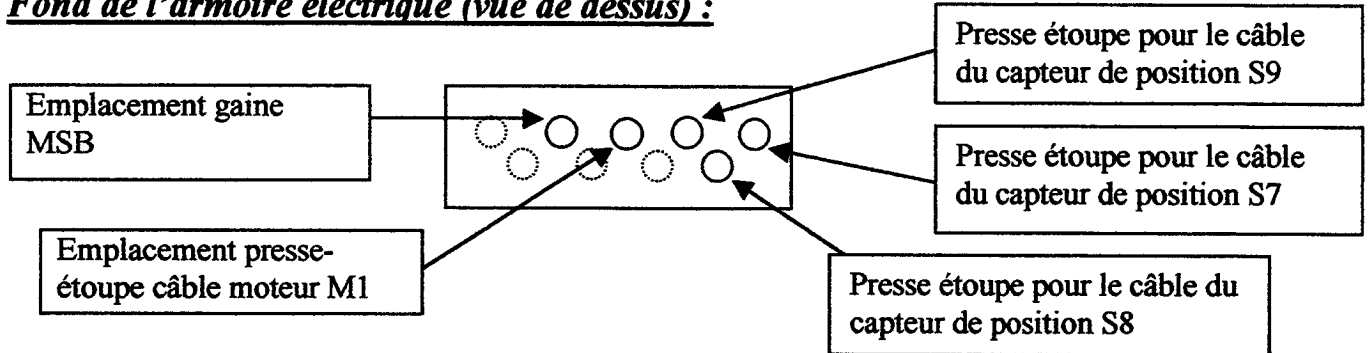 Fond de l'armoire électrique (vue de dessus) :
Presse étoupe pour le câble
du capteur de position S9
Emplacement gaine
MSB
Presse étoupe pour le câble
du capteur de position S7
Emplacement presse-
étoupe câble moteur M1
Presse étoupe pour le câble du
capteur de position S8